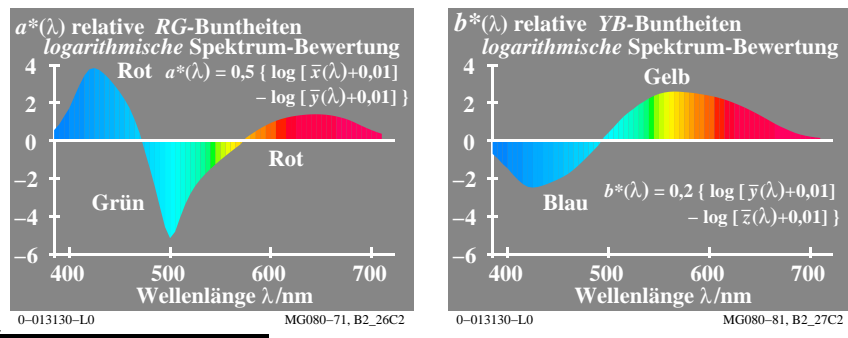 a*(λ) relative RG-Buntheiten
logarithmische Spektrum-Bewertung
4
2
0
−2
−4
−6
Rot
a*(λ) = 0,5 { log [ x̅(λ)+0,01]
− log [ y̅(λ)+0,01] }
Rot
Grün
400
500
600
700
Wellenlänge λ/nm
0−013130−L0
MG080−71, B2_26C2
b*(λ) relative YB-Buntheiten
logarithmische Spektrum-Bewertung
4
2
0
−2
−4
−6
Gelb
b*(λ) = 0,2 { log [ y̅(λ)+0,01]
− log [ z̅(λ)+0,01] }
Blau
400
500
600
700
Wellenlänge λ/nm
0−013130−L0
MG080−81, B2_27C2